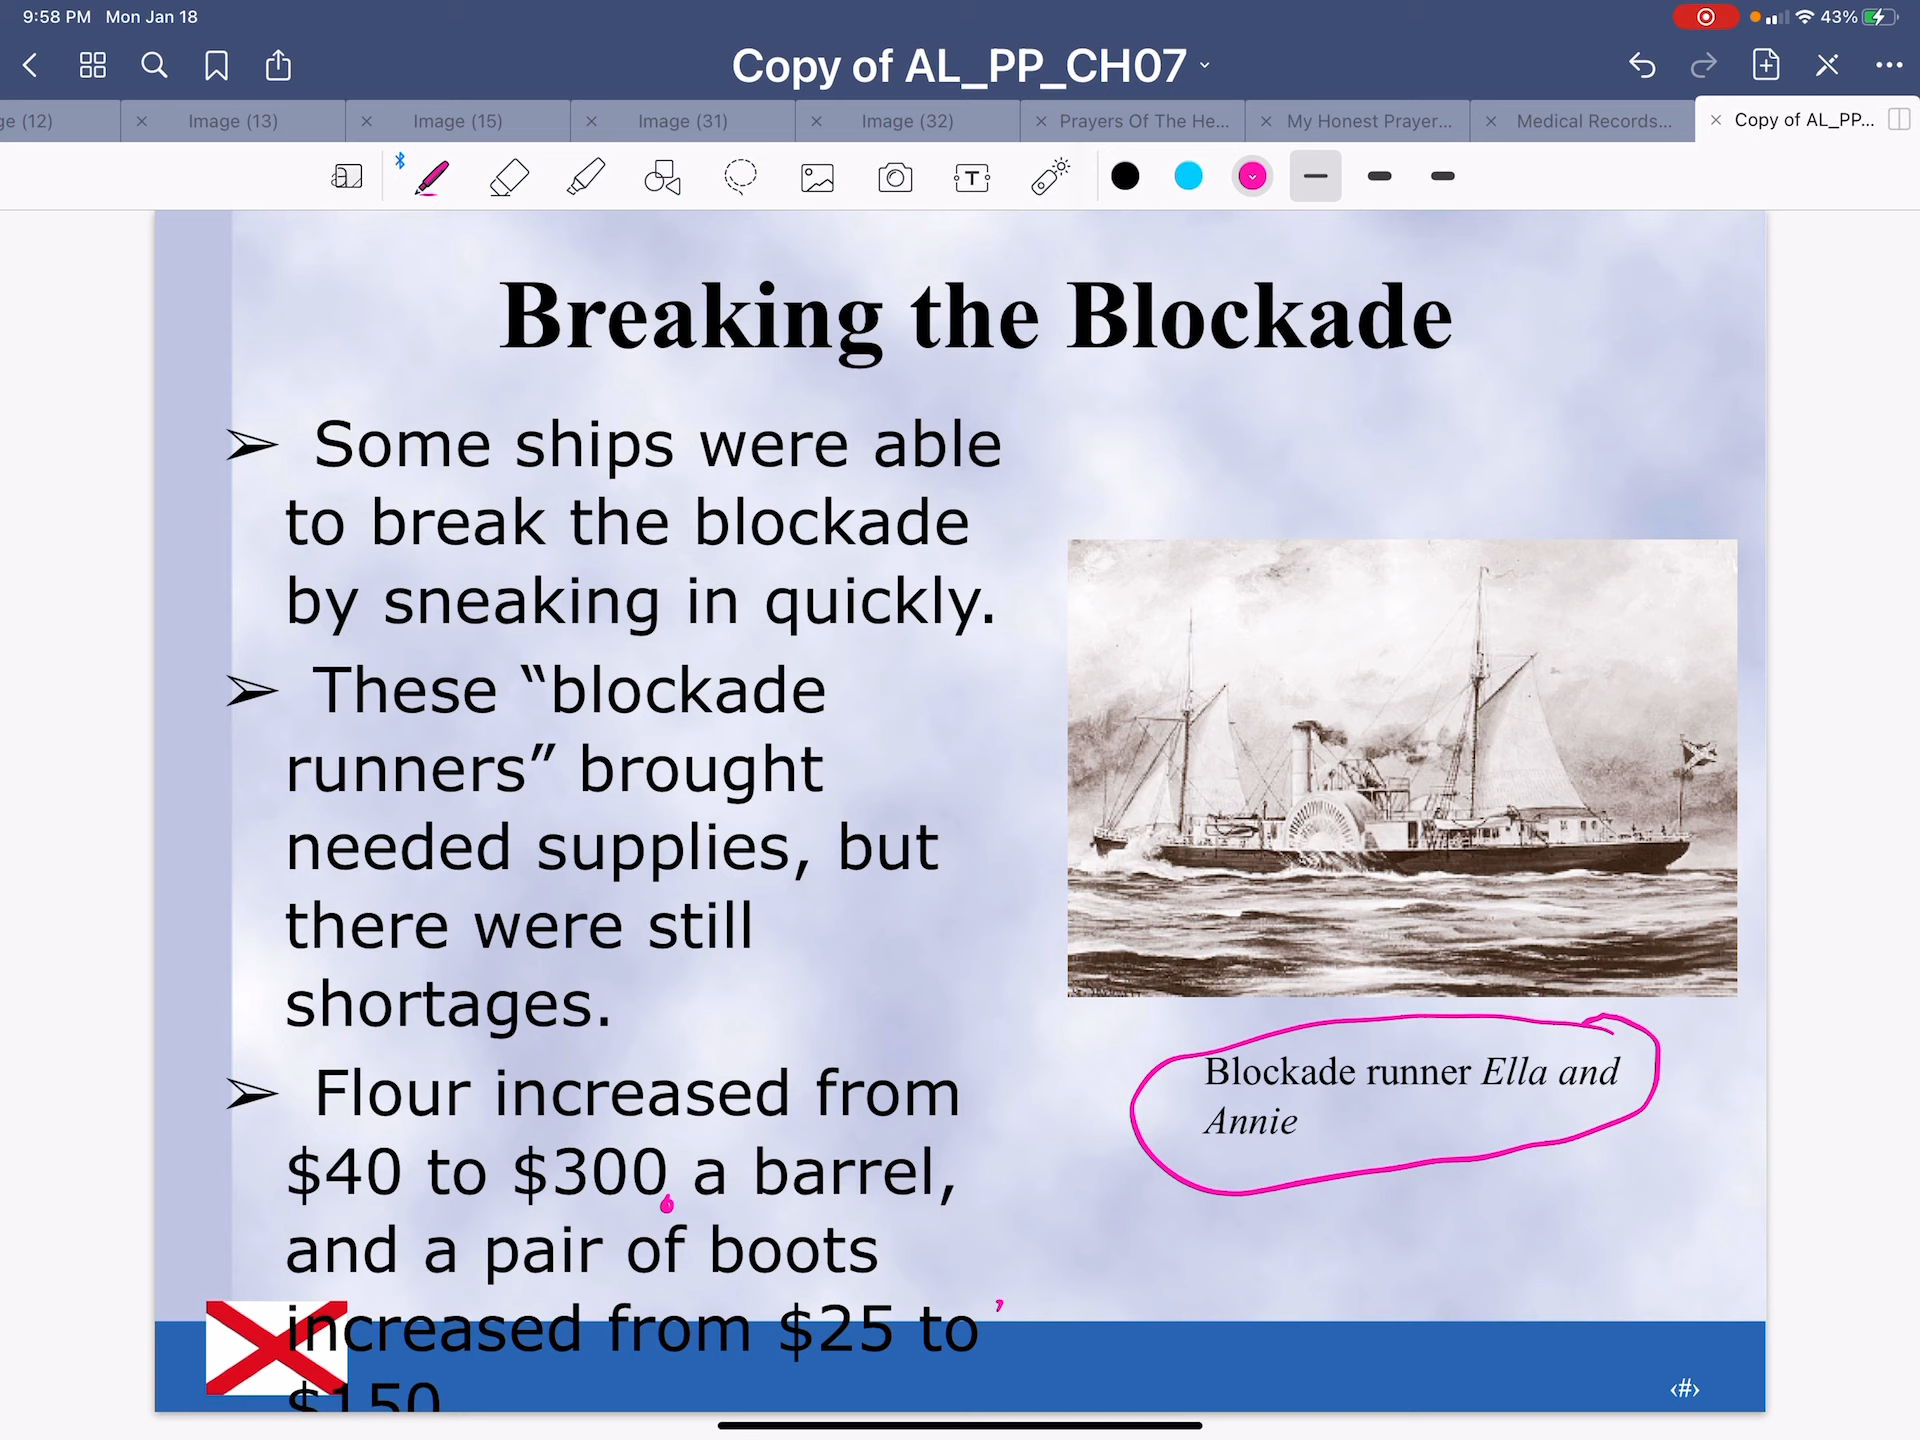 9:58 PM Mon Jan 18
43%
Copy of AL_PP_CH07
ge (12)
Image (13)
Image (15)
Image (31)
Image (32)
Prayers Of The He...
My Honest Prayer...
Medical Records...
Copy of AL_PP...
Breaking the Blockade
➢ Some ships were able
to break the blockade
by sneaking in quickly.
➢ These “blockade
runners” brought
needed supplies, but
there were still
shortages.
➢ Flour increased from
$40 to $300 a barrel,
and a pair of boots
increased from $25 to
$150
Blockade runner Ella and
Annie
‹#›